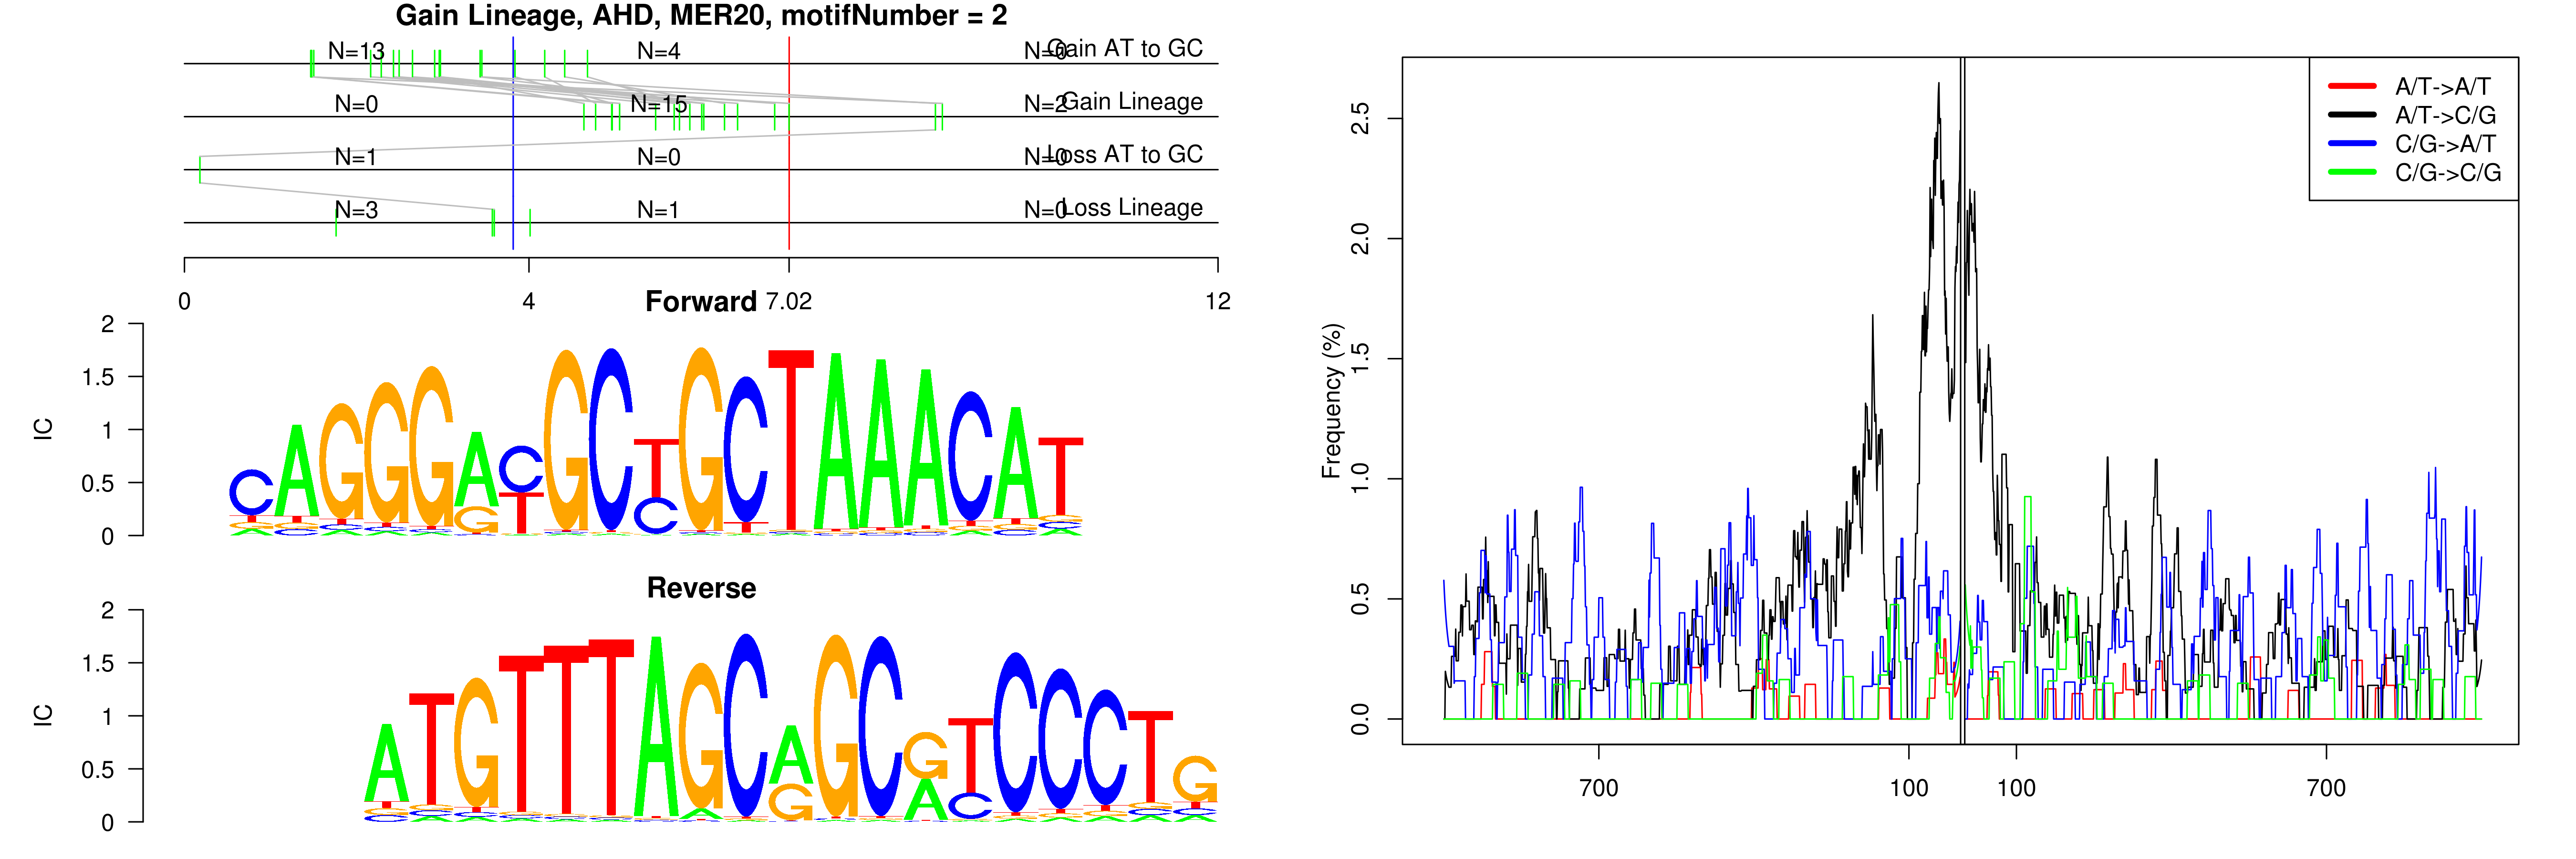 Gain Lineage, AHD, MER20, motifNumber = 2
N=13 N=4 N=0 Gain AT to GC
N=0 N=15 N=2 Gain Lineage
N=1 N=0 N=0 Loss AT to GC
N=3 N=1 N=0 Loss Lineage
0 4 7.02 12
Forward
IC
2
1.5
1
0.5
0
CAGGGACGCTGCTAAACAT
GTC
Reverse
IC
2
1.5
1
0.5
0
ATGTTTAGCAGCGTCCCTG
GAC
A/T->A/T
A/T->C/G
C/G->A/T
C/G->C/G
Frequency (%)
2.5
2.0
1.5
1.0
0.5
0.0
700 100 100 700